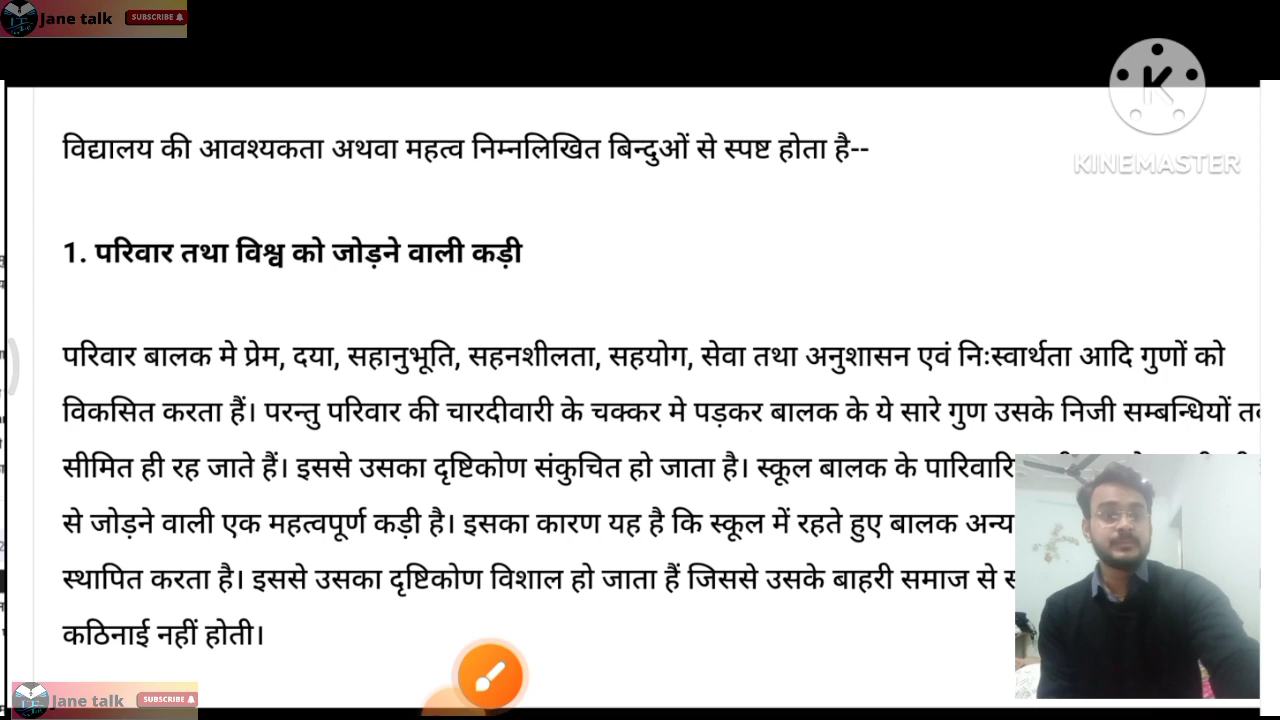 Jane talk
SUBSCRIBE
K
KINEMASTER
विद्यालय की आवश्यकता अथवा महत्व निम्नलिखित बिन्दुओं से स्पष्ट होता है--
1. परिवार तथा विश्व को जोड़ने वाली कड़ी
परिवार बालक मे प्रेम, दया, सहानुभूति, सहनशीलता, सहयोग, सेवा तथा अनुशासन एवं निःस्वार्थता आदि गुणों को
विकसित करता हैं। परन्तु परिवार की चारदीवारी के चक्कर मे पड़कर बालक के ये सारे गुण उसके निजी सम्बन्धियों
सीमित ही रह जाते हैं। इससे उसका दृष्टिकोण संकुचित हो जाता है। स्कूल बालक के
से जोड़ने वाली एक महत्वपूर्ण कड़ी है। इसका कारण यह है कि स्कूल में रहते हुए बालक अन्य
स्थापित करता है। इससे उसका दृष्टिकोण विशाल हो जाता हैं जिससे उसके बाहरी समाज से
कठिनाई नहीं होती।
Jane talk
SUBSCRIBE